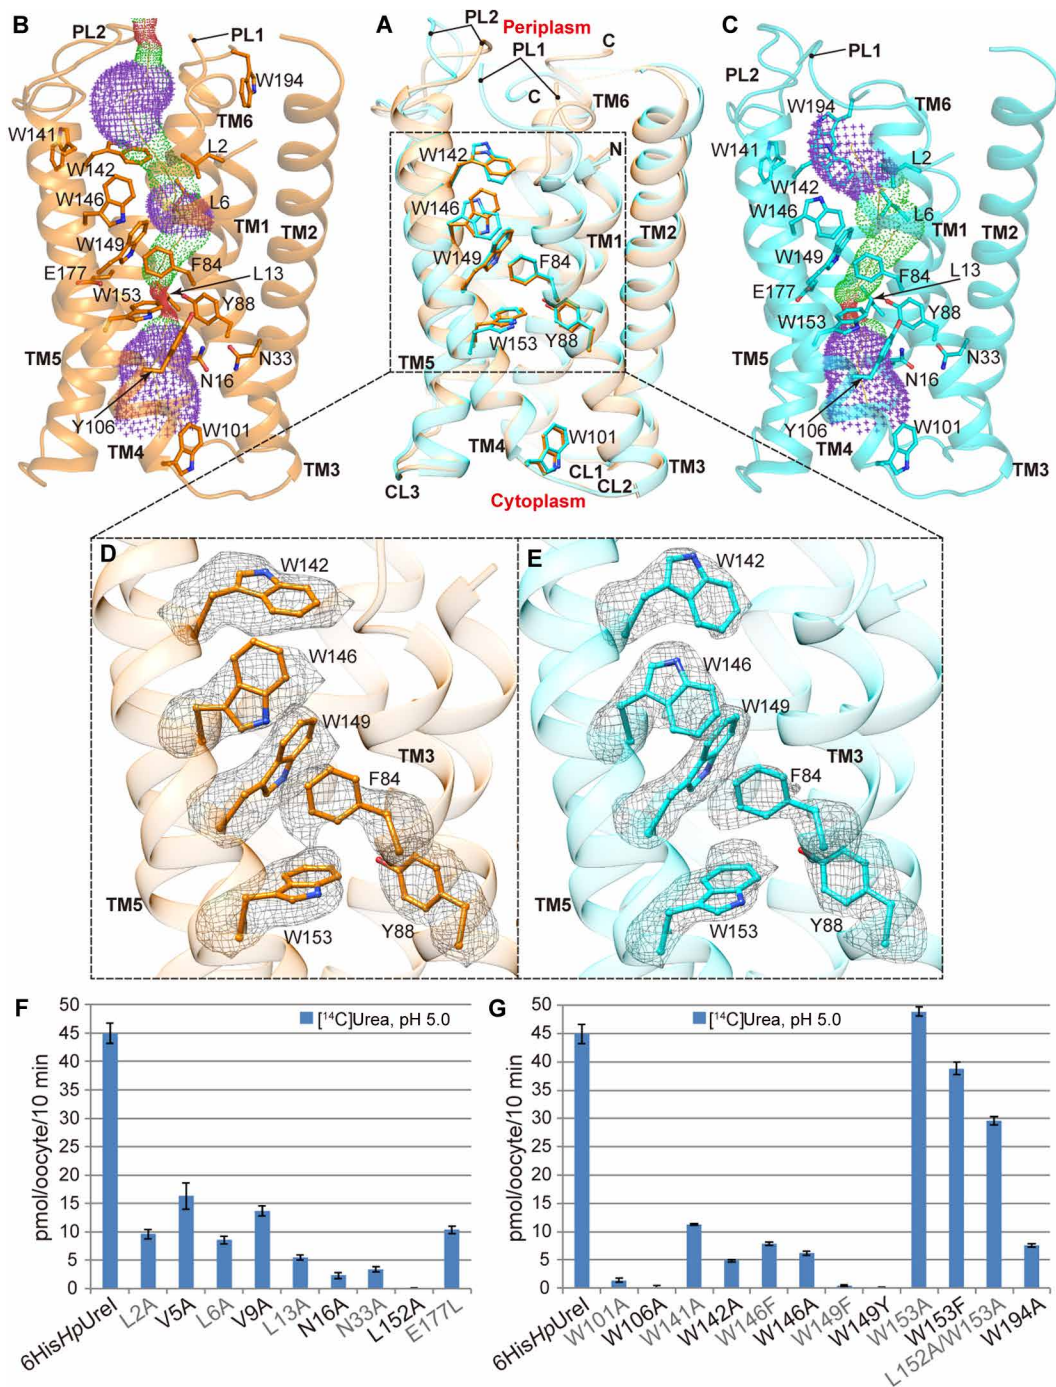 B
PL2
PL1
W194
TM6
W141
W142
L2
W146
L6
TM1
TM2
W149
F84
E177
L13
W153
Y88
TM5
N33
N16
Y106
TM4
W101
TM3
A
PL2
Periplasm
PL1
C
C
TM6
N
W142
W146
TM1
TM2
W149
F84
Y88
W153
TM5
TM4
W101
CL1
TM3
CL3
CL2
Cytoplasm
C
PL1
PL2
W194
TM6
W141
L2
W142
W146
L6
TM1
TM2
W149
F84
L13
E177
Y88
W153
TM5
N33
N16
Y106
TM4
W101
TM3
D
W142
W146
W149
TM3
F84
TM5
W153
Y88
E
W142
W146
W149
TM3
F84
TM5
W153
Y88
F
[14C]Urea, pH 5.0
pmol/oocyte/10 min
50
45
40
35
30
25
20
15
10
5
0
6HisHpUreI
L2A
V5A
L6A
V9A
L13A
N16A
N33A
L152A
E177L
G
[14C]Urea, pH 5.0
pmol/oocyte/10 min
50
45
40
35
30
25
20
15
10
5
0
6HisHpUreI
W101A
W106A
W141A
W142A
W146F
W146A
W149F
W149Y
W153A
W153F
L152A/W153A
W194A